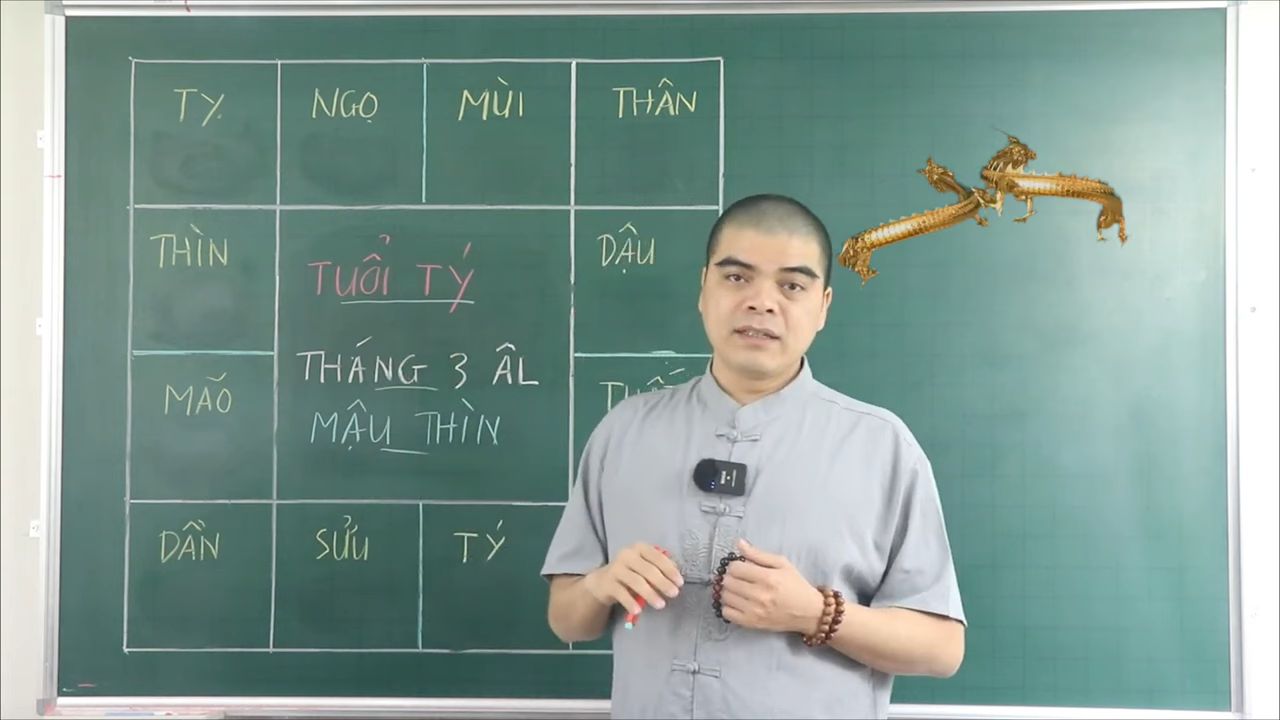 TỴ
NGỌ
MÙI
THÂN
THÌN
DẬU
TUỔI TÝ
THÁNG 3 ÂL
MẬU THÌN
MÃO
DẦN
SỬU
TÝ